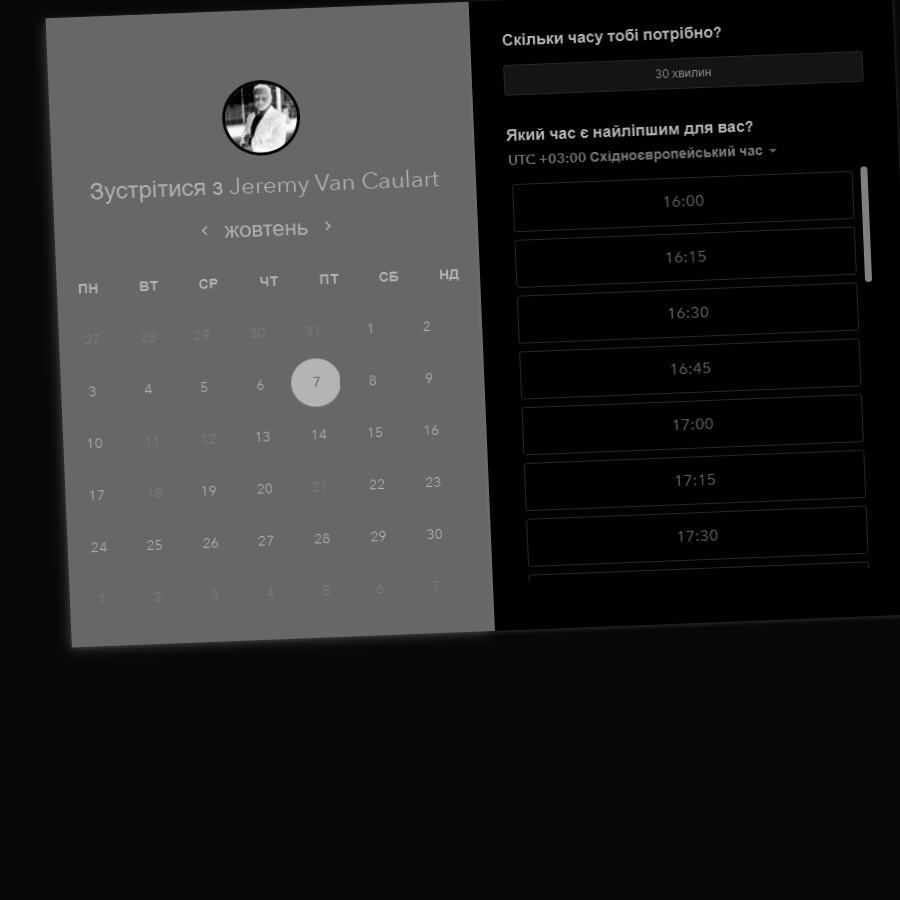 Зустрітися з Jeremy Van Caulart
жовтень
ПН ВТ СР ЧТ ПТ СБ НД
27 28 29 30 31 1 2
3 4 5 6 7 8 9
10 11 12 13 14 15 16
17 18 19 20 21 22 23
24 25 26 27 28 29 30
1 2 3 4 5 6 7
Скільки часу тобі потрібно?
30 хвилин
Який час є найліпшим для вас?
UTC +03:00 Східноєвропейський час
16:00
16:15
16:30
16:45
17:00
17:15
17:30